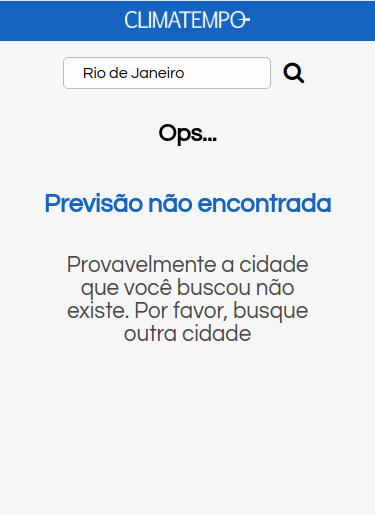 CLIMATEMPO
Rio de Janeiro
Ops...
Previsão não encontrada
Provavelmente a cidade
que você buscou não
existe. Por favor, busque
outra cidade